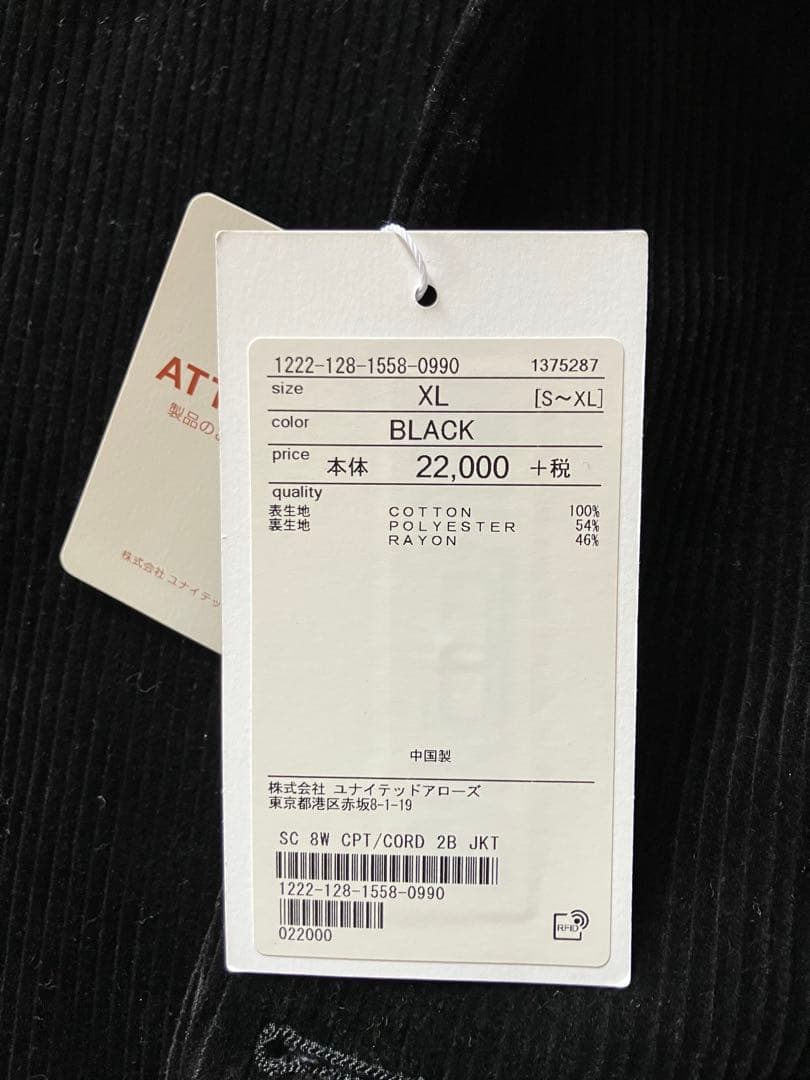 1222-128-1558-0990 1375287
size XL [S～XL]
color BLACK
price 本体 22,000 +税
quality
表生地 COTTON 100%
裏生地 POLYESTER 54%
RAYON 46%
中国製
株式会社 ユナイテッドアローズ
東京都港区赤坂8-1-19
SC 8W CPT/CORD 2B JKT
1222-128-1558-0990
022000
RFID
ATT
製品の
株式会社 ユナイテッ